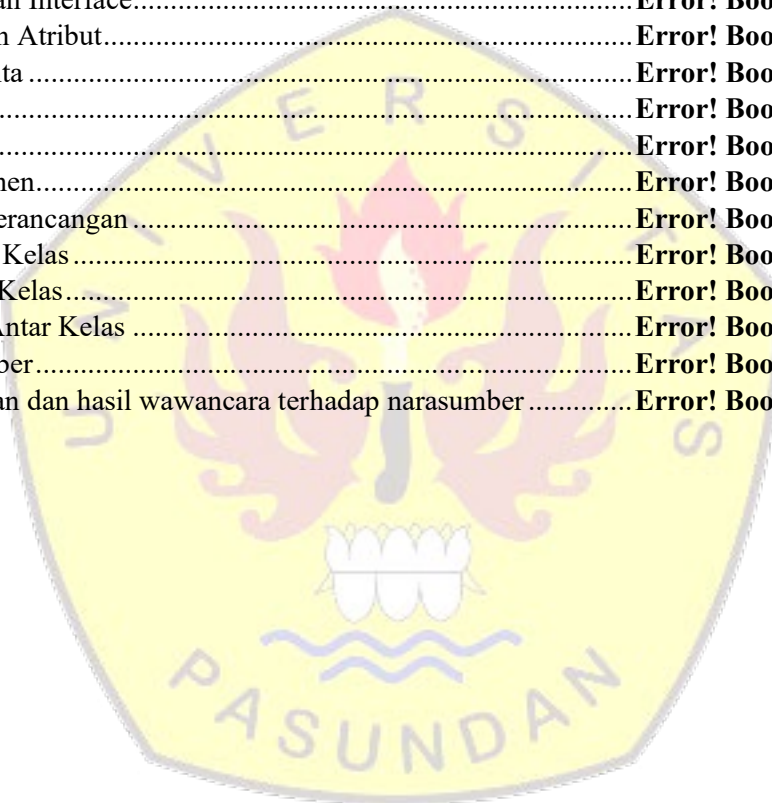 an Interface....................................................................Error! Boo
n Atribut........................................................................Error! Boo
ta ..................................................................................Error! Boo
.....................................................................................Error! Boo
.....................................................................................Error! Boo
nen................................................................................Error! Boo
erancangan ....................................................................Error! Boo
Kelas .............................................................................Error! Boo
Kelas..............................................................................Error! Boo
Antar Kelas ....................................................................Error! Boo
ber.................................................................................Error! Boo
an dan hasil wawancara terhadap narasumber ..............Error! Boo
UNIVERSITAS
PASUNDAN